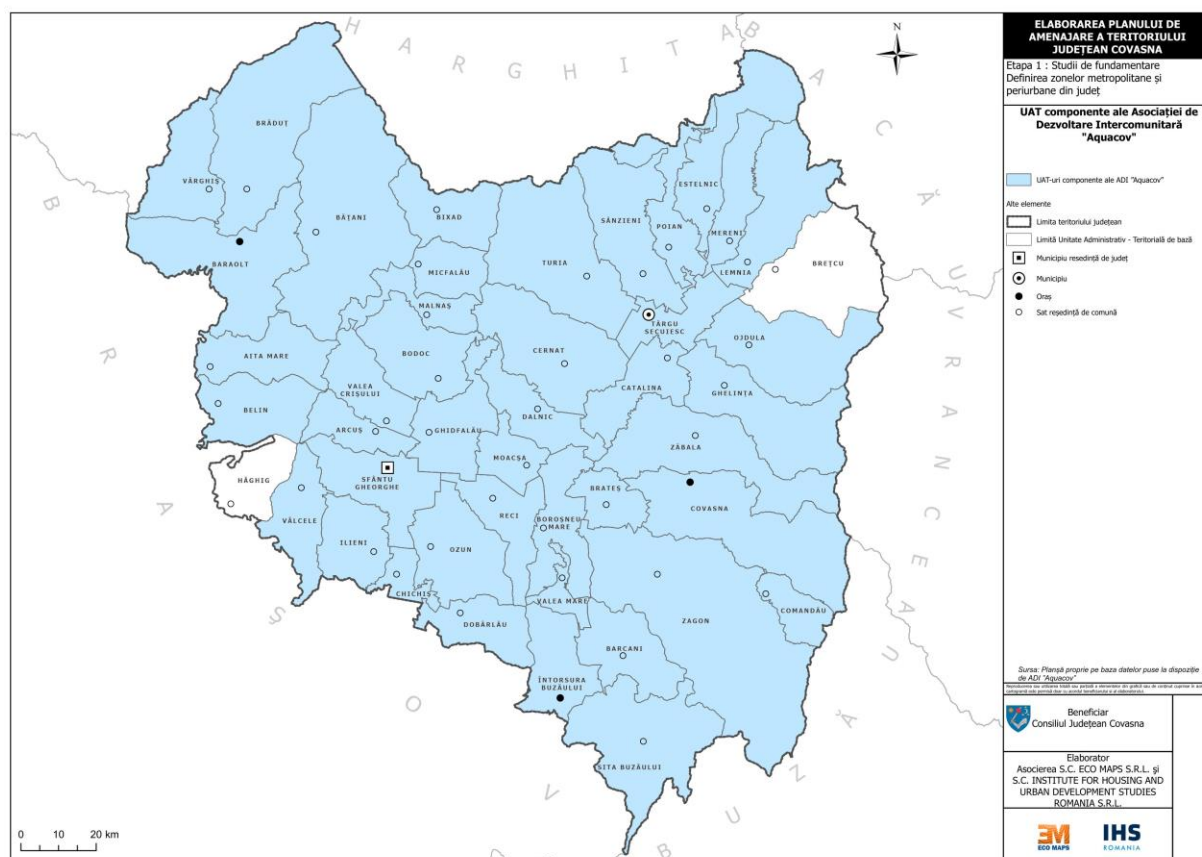 HARGHITA
BACĂU
VRANCEA
BUZĂU
BRAȘOV
N
BRĂDUȚ
VÂRGHIȘ
BĂȚANI
BIXAD
BARAOLT
MICFALĂU
MALNAȘ
TURIA
SÂNZIENI
ESTELNIC
POIAN
MERENI
LEMNIA
BREȚCU
TÂRGU
SECUIESC
OJDULA
AITA MARE
BODOC
CERNAT
CATALINA
GHELINȚA
VALEA
CRIȘULUI
BELIN
ARCUȘ
GHIDFALĂU
DALNIC
ZĂBALA
MOACȘA
HĂGHIG
SFÂNTU
GHEORGHE
VÂLCELE
RECI
BOROȘNEU
MARE
BRATEȘ
COVASNA
ILIENI
OZUN
CHICHIȘ
VALEA MARE
DOBÂRLĂU
ZAGON
COMANDĂU
BARCANI
ÎNTORSURA
BUZĂULUI
SITA BUZĂULUI
0 10 20 km
ELABORAREA PLANULUI DE
AMENAJARE A TERITORIULUI
JUDEȚEAN COVASNA
Etapa 1 : Studii de fundamentare
Definirea zonelor metropolitane și
periurbane din județ
UAT componente ale Asociației de
Dezvoltare Intercomunitară
"Aquacov"
UAT-uri componente ale ADI "Aquacov"
Alte elemente
Limita teritoriului județean
Limită Unitate Administrativ - Teritorială de bază
Municipiu resedință de județ
Municipiu
Oraș
Sat reședință de comună
Sursa: Planșă proprie pe baza datelor puse la dispoziție
de ADI "Aquacov"
Beneficiar
Consiliul Județean Covasna
Elaborator
Asocierea S.C. ECO MAPS S.R.L. și
S.C. INSTITUTE FOR HOUSING AND
URBAN DEVELOPMENT STUDIES
ROMANIA S.R.L.
ECO MAPS
IHS
ROMANIA